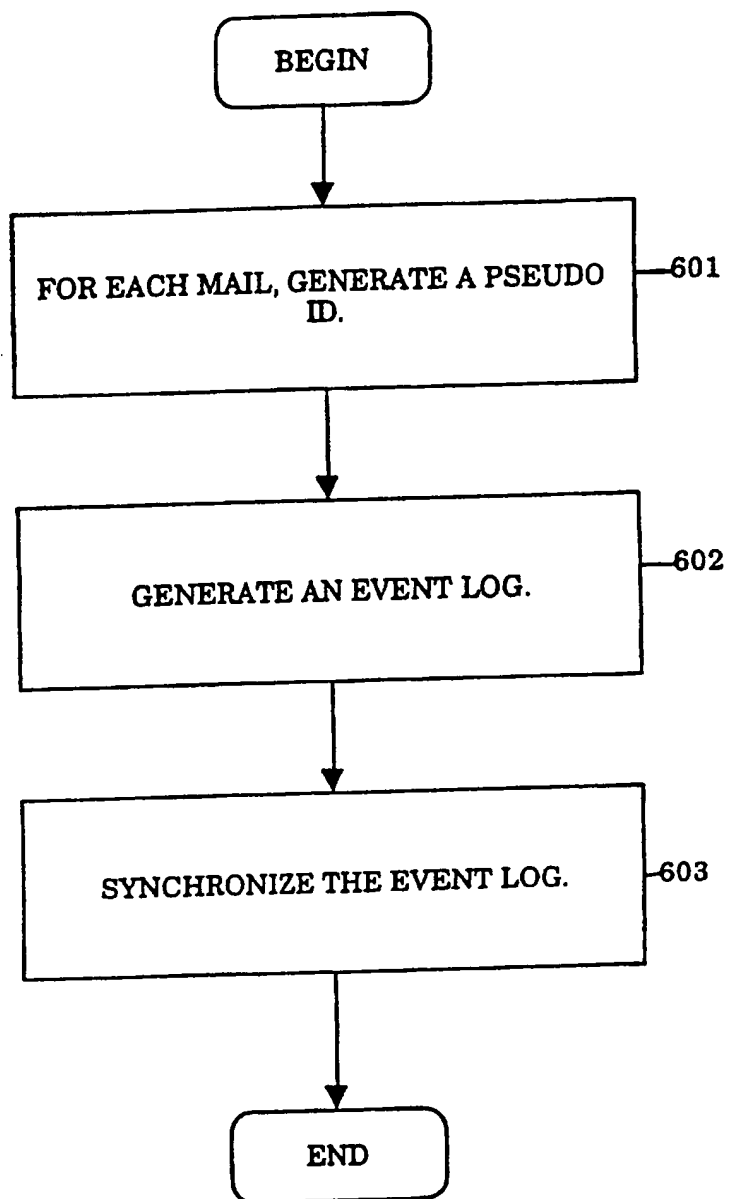 BEGIN
FOR EACH MAIL, GENERATE A PSEUDO
ID.
601
GENERATE AN EVENT LOG.
602
SYNCHRONIZE THE EVENT LOG.
603
END